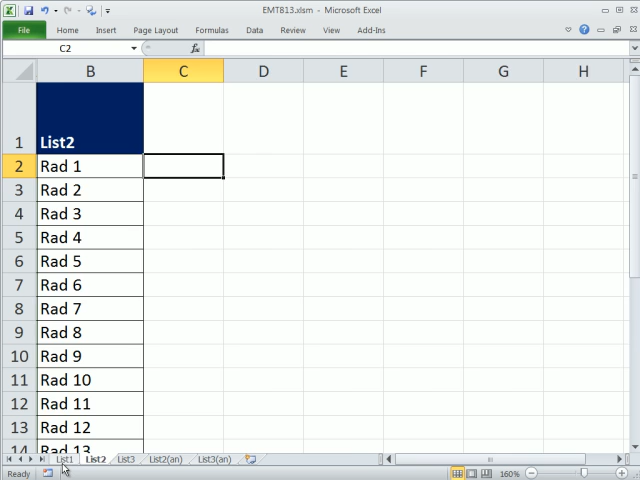 EMT813.xlsm - Microsoft Excel
File Home Insert Page Layout Formulas Data Review View Add-Ins
C2 fx
B C D E F G H
1 List2
2 Rad 1
3 Rad 2
4 Rad 3
5 Rad 4
6 Rad 5
7 Rad 6
8 Rad 7
9 Rad 8
10 Rad 9
11 Rad 10
12 Rad 11
13 Rad 12
14 Rad 13
List1 List2 List3 List2(an) List3(an)
Ready 160%